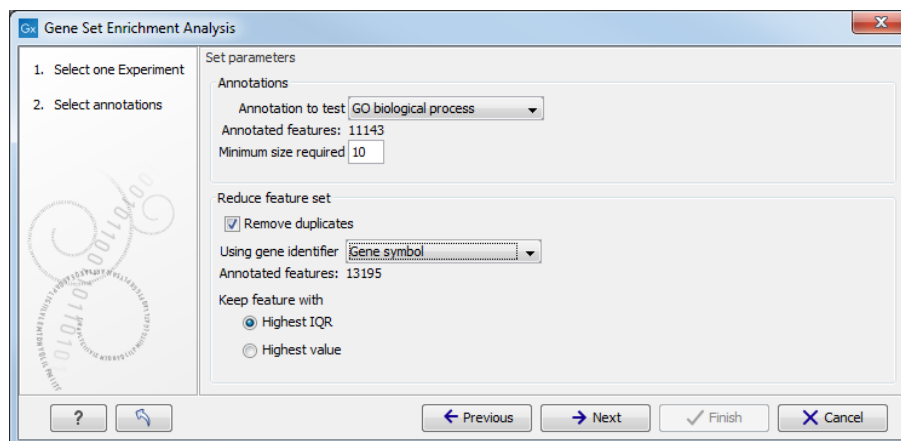 Gx Gene Set Enrichment Analysis
1. Select one Experiment
2. Select annotations
Set parameters
Annotations
Annotation to test GO biological process
Annotated features: 11143
Minimum size required 10
Reduce feature set
Remove duplicates
Using gene identifier Gene symbol
Annotated features: 13195
Keep feature with
Highest IQR
Highest value
? Previous Next Finish Cancel